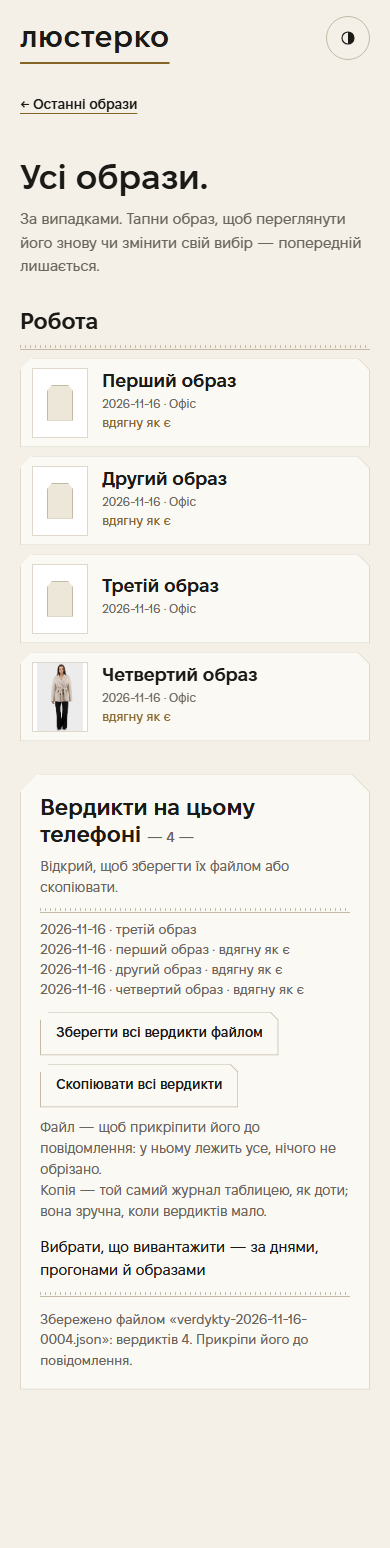 люстерко
← Останні образи
Усі образи.
За випадками. Тапни образ, щоб переглянути
його знову чи змінити свій вибір — попередній
лишається.
Робота
Перший образ
2026-11-16 · Офіс
вдягну як є
Другий образ
2026-11-16 · Офіс
вдягну як є
Третій образ
2026-11-16 · Офіс
Четвертий образ
2026-11-16 · Офіс
вдягну як є
Вердикти на цьому
телефоні — 4 —
Відкрий, щоб зберегти їх файлом або
скопіювати.
2026-11-16 · третій образ
2026-11-16 · перший образ · вдягну як є
2026-11-16 · другий образ · вдягну як є
2026-11-16 · четвертий образ · вдягну як є
Зберегти всі вердикти файлом
Скопіювати всі вердикти
Файл — щоб прикріпити його до
повідомлення: у ньому лежить усе, нічого не
обрізано.
Копія — той самий журнал таблицею, як доти;
вона зручна, коли вердиктів мало.
Вибрати, що вивантажити — за днями,
прогонами й образами
Збережено файлом «verdykty-2026-11-16-
0004.json»: вердиктів 4. Прикріпи його до
повідомлення.